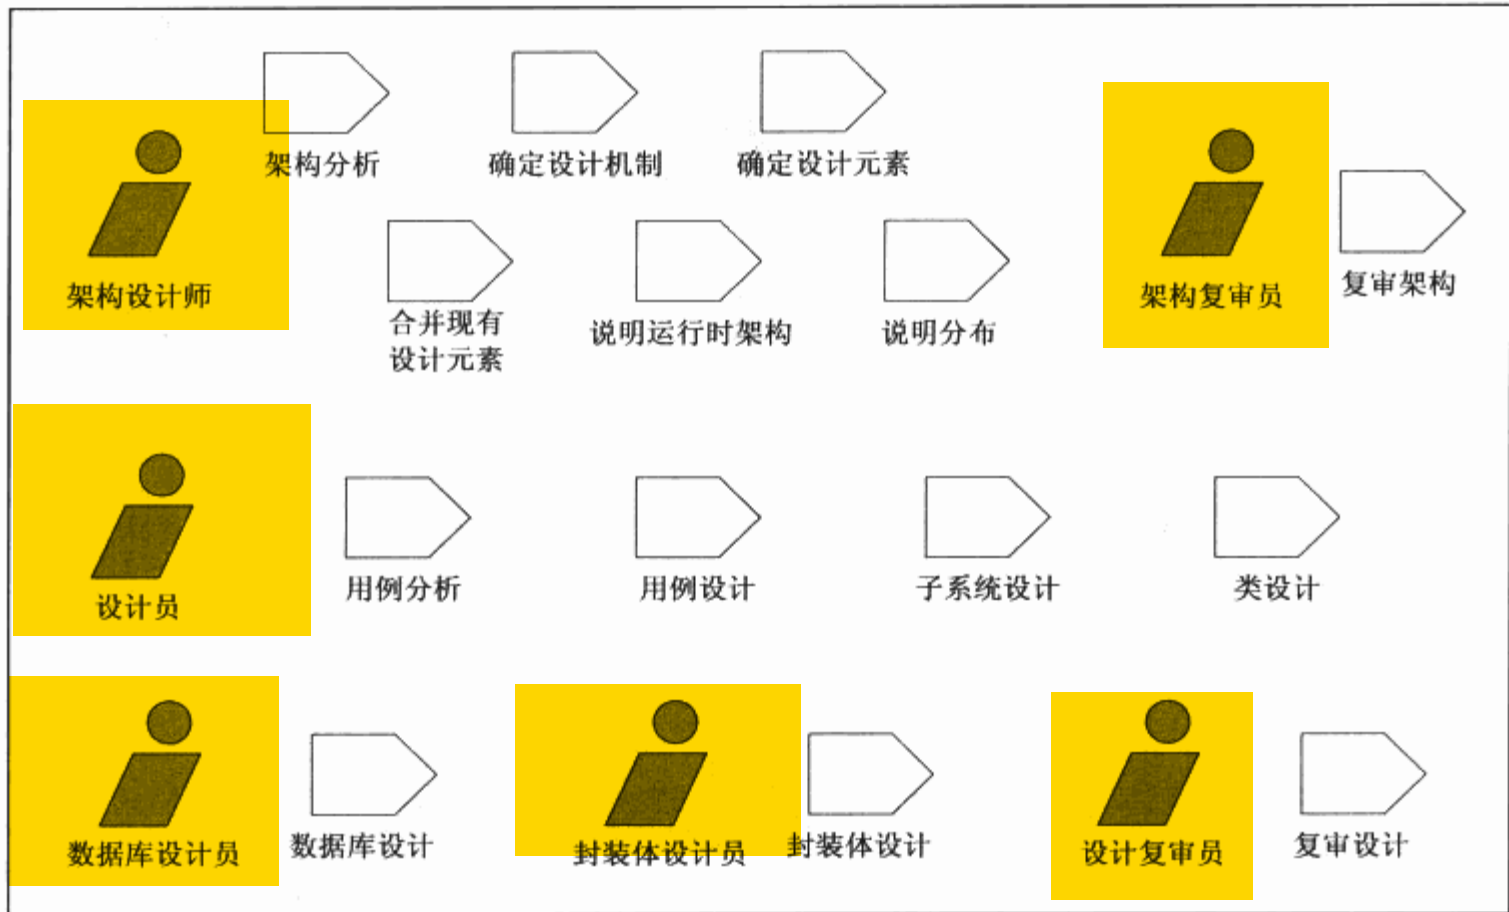 架构分析
确定设计机制
确定设计元素
架构设计师
架构复审员
复审架构
合并现有
设计元素
说明运行时架构
说明分布
设计员
用例分析
用例设计
子系统设计
类设计
数据库设计员
数据库设计
封装体设计员
封装体设计
设计复审员
复审设计